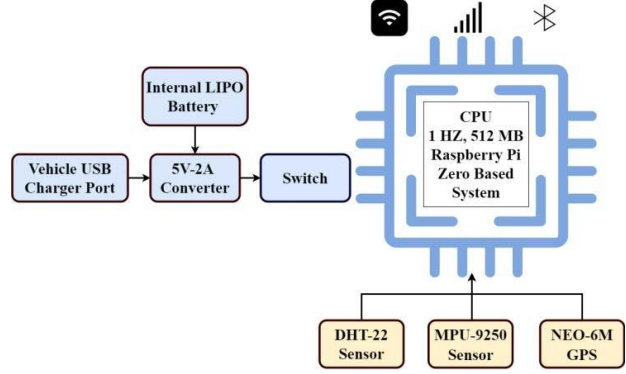 Internal LIPO
Battery
Vehicle USB
Charger Port
5V-2A
Converter
Switch
CPU
1 HZ, 512 MB
Raspberry Pi
Zero Based
System
DHT-22
Sensor
MPU-9250
Sensor
NEO-6M
GPS